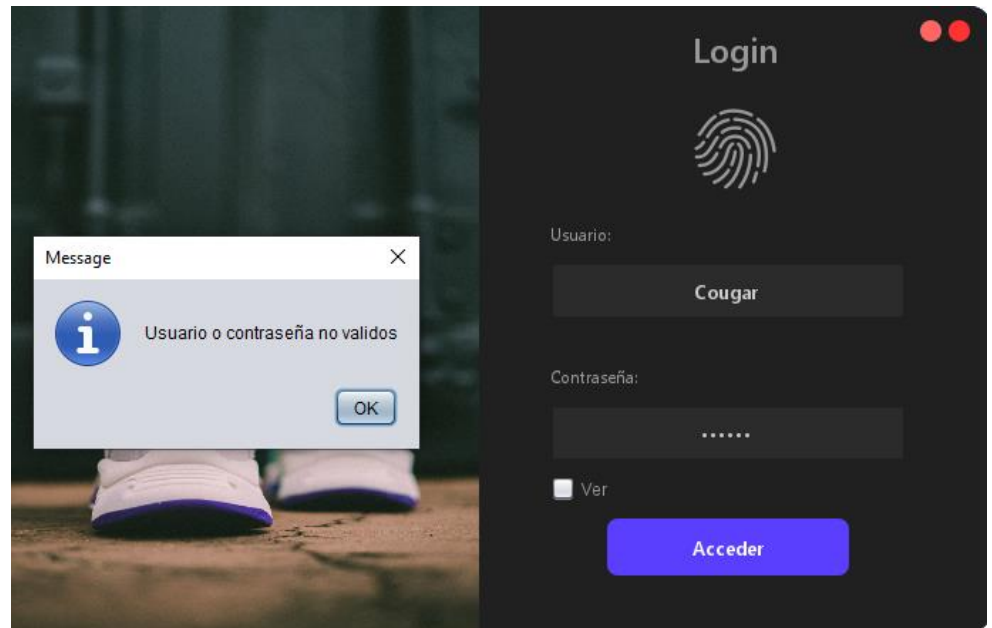 Login
Usuario:
Cougar
Contraseña:
••••••
Ver
Acceder
Message
Usuario o contraseña no validos
OK